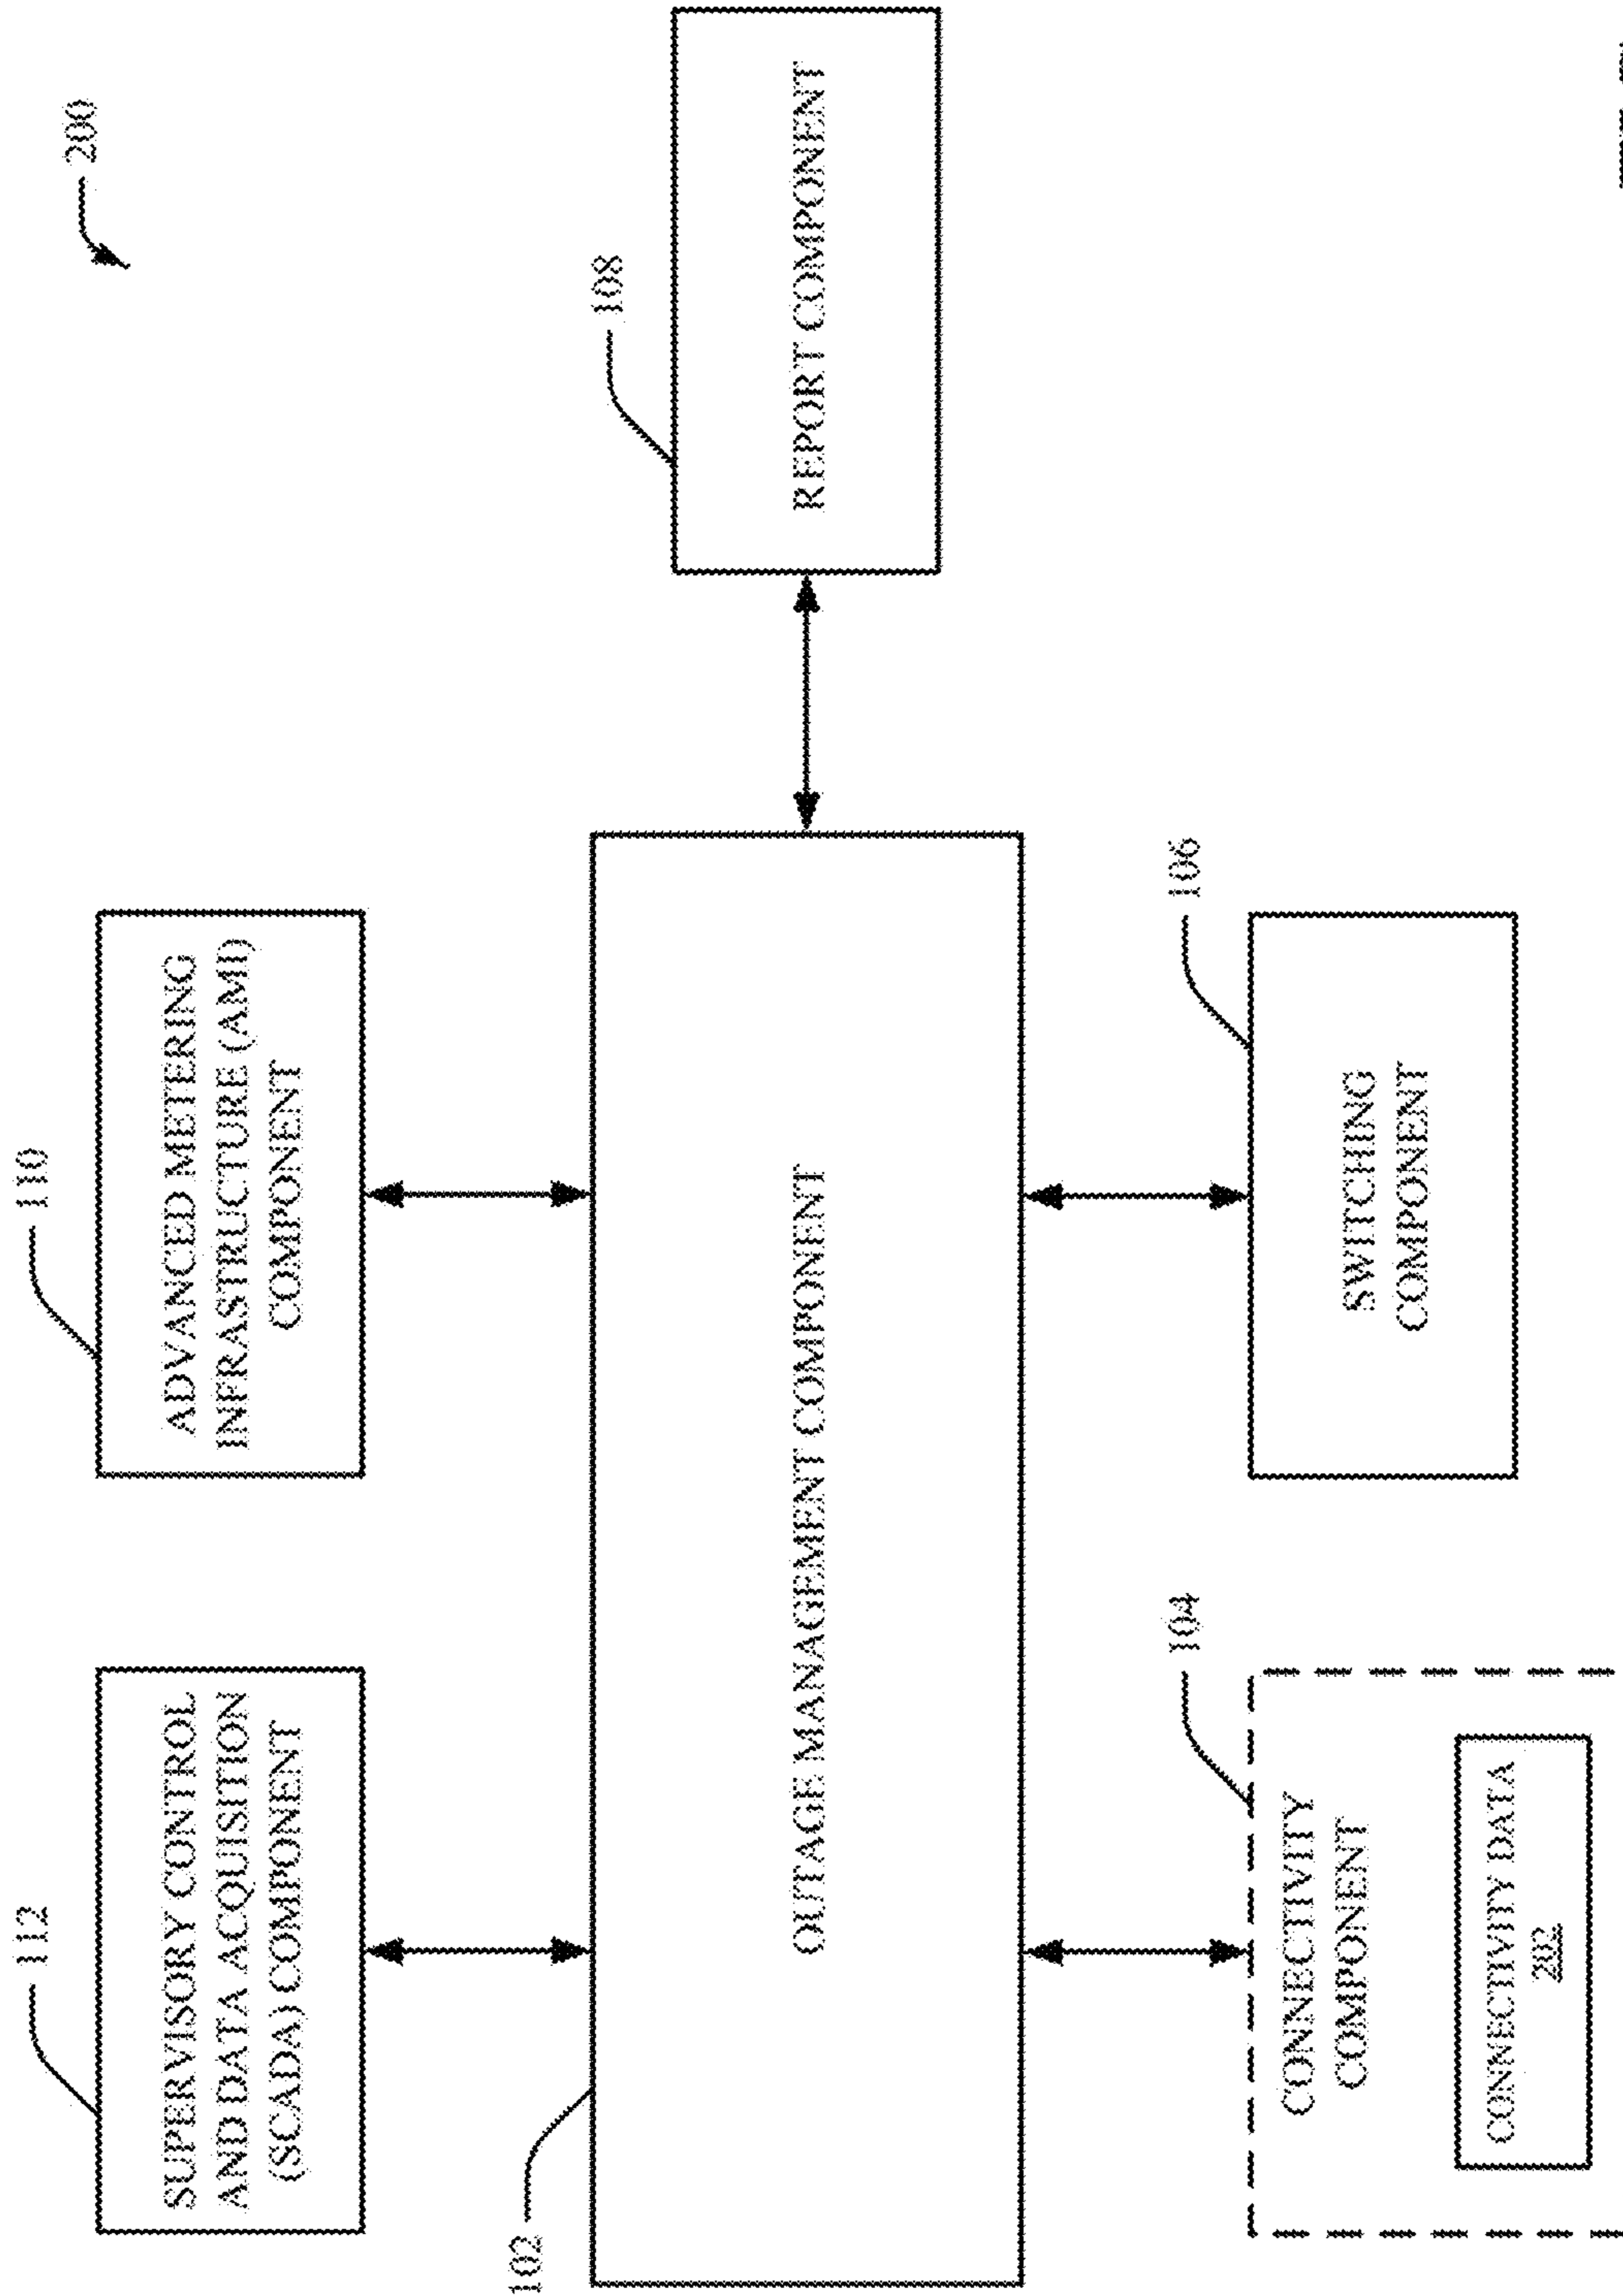 200
112
SUPERVISORY CONTROL
AND DATA ACQUISITION
(SCADA) COMPONENT
110
ADVANCED METERING
INFRASTRUCTURE (AMI)
COMPONENT
102
OUTAGE MANAGEMENT COMPONENT
108
REPORT COMPONENT
104
CONNECTIVITY
COMPONENT
CONNECTIVITY DATA
202
106
SWITCHING
COMPONENT